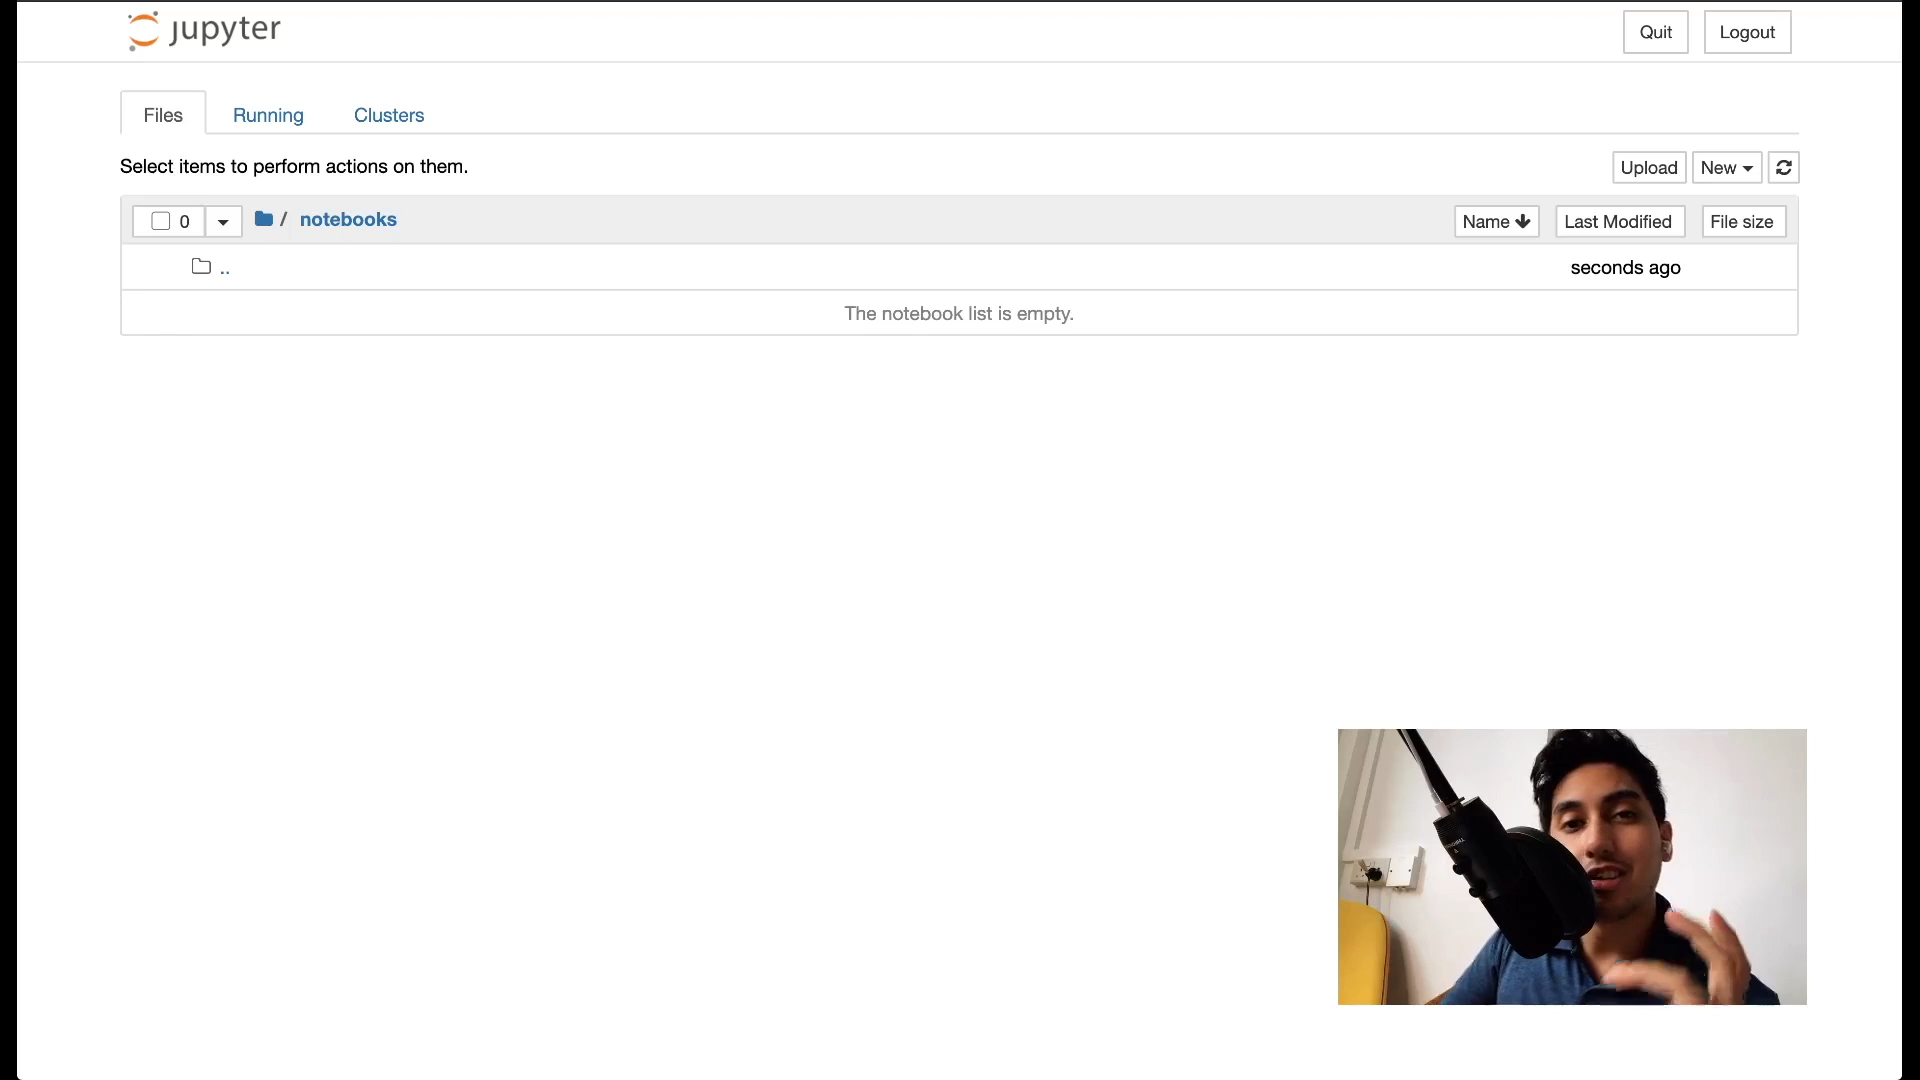 jupyter
Quit
Logout
Files
Running
Clusters
Select items to perform actions on them.
Upload
New
0
/ notebooks
Name
Last Modified
File size
..
seconds ago
The notebook list is empty.